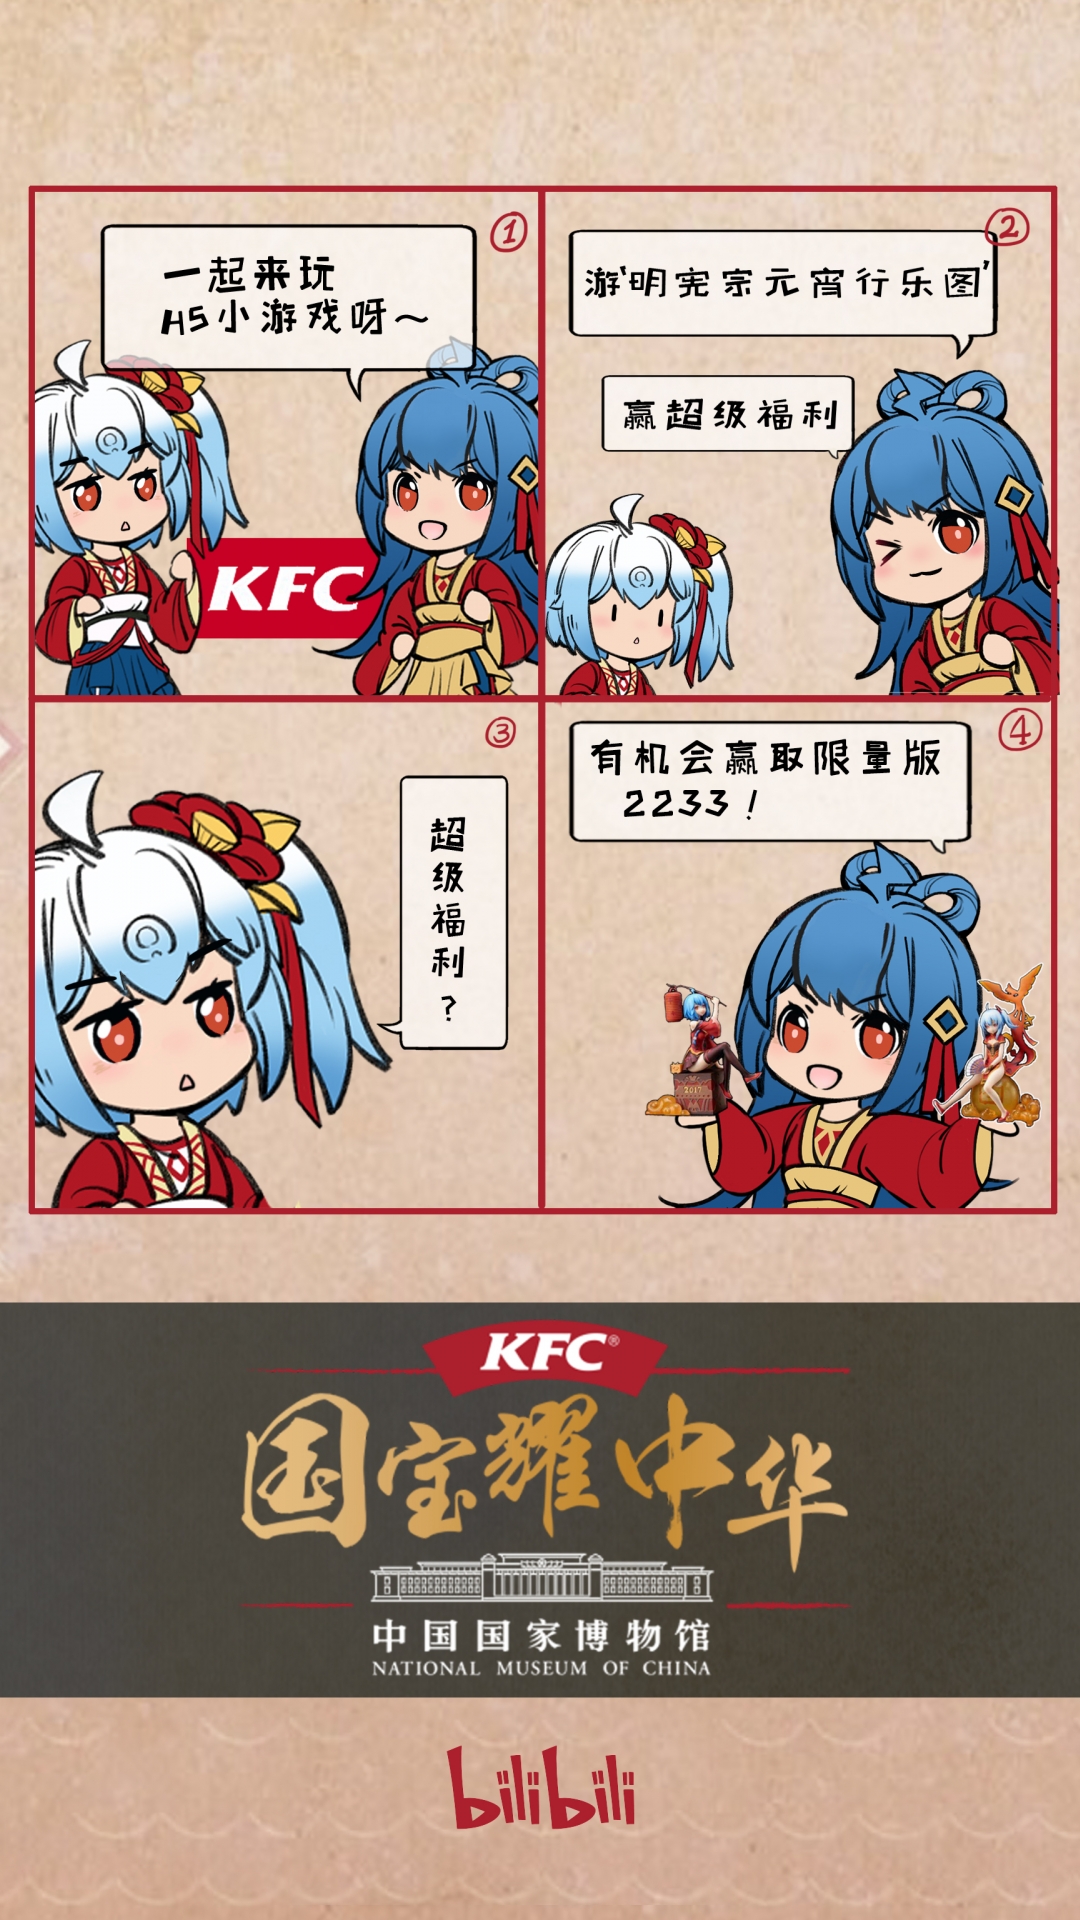 ①
一起来玩
H5小游戏呀～
KFC
②
游‘明宪宗元宵行乐图’
赢超级福利
③
超级福利？
④
有机会赢取限量版
2233！
2017
KFC®
国宝耀中华
中国国家博物馆
NATIONAL MUSEUM OF CHINA
bilibili